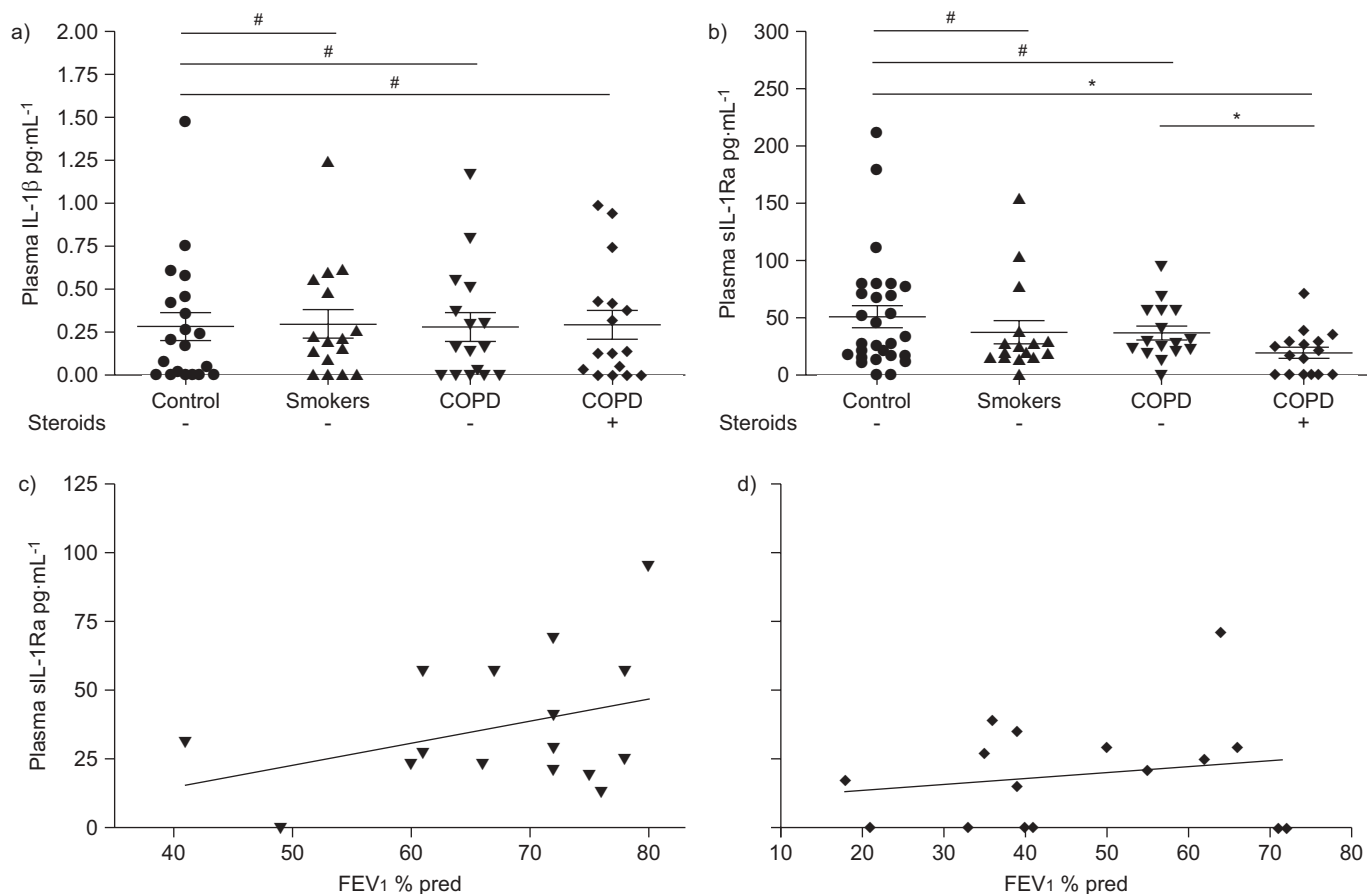 a)
Plasma IL-1β pg·mL-1
2.00
1.75
1.50
1.25
1.00
0.75
0.50
0.25
0.00
#
#
#
Control Smokers COPD COPD
Steroids - - - +
b)
Plasma sIL-1Ra pg·mL-1
300
250
200
150
100
50
0
#
#
*
*
Control Smokers COPD COPD
Steroids - - - +
c)
Plasma sIL-1Ra pg·mL-1
125
100
75
50
25
0
40 50 60 70 80
FEV1 % pred
d)
10 20 30 40 50 60 70 80
FEV1 % pred